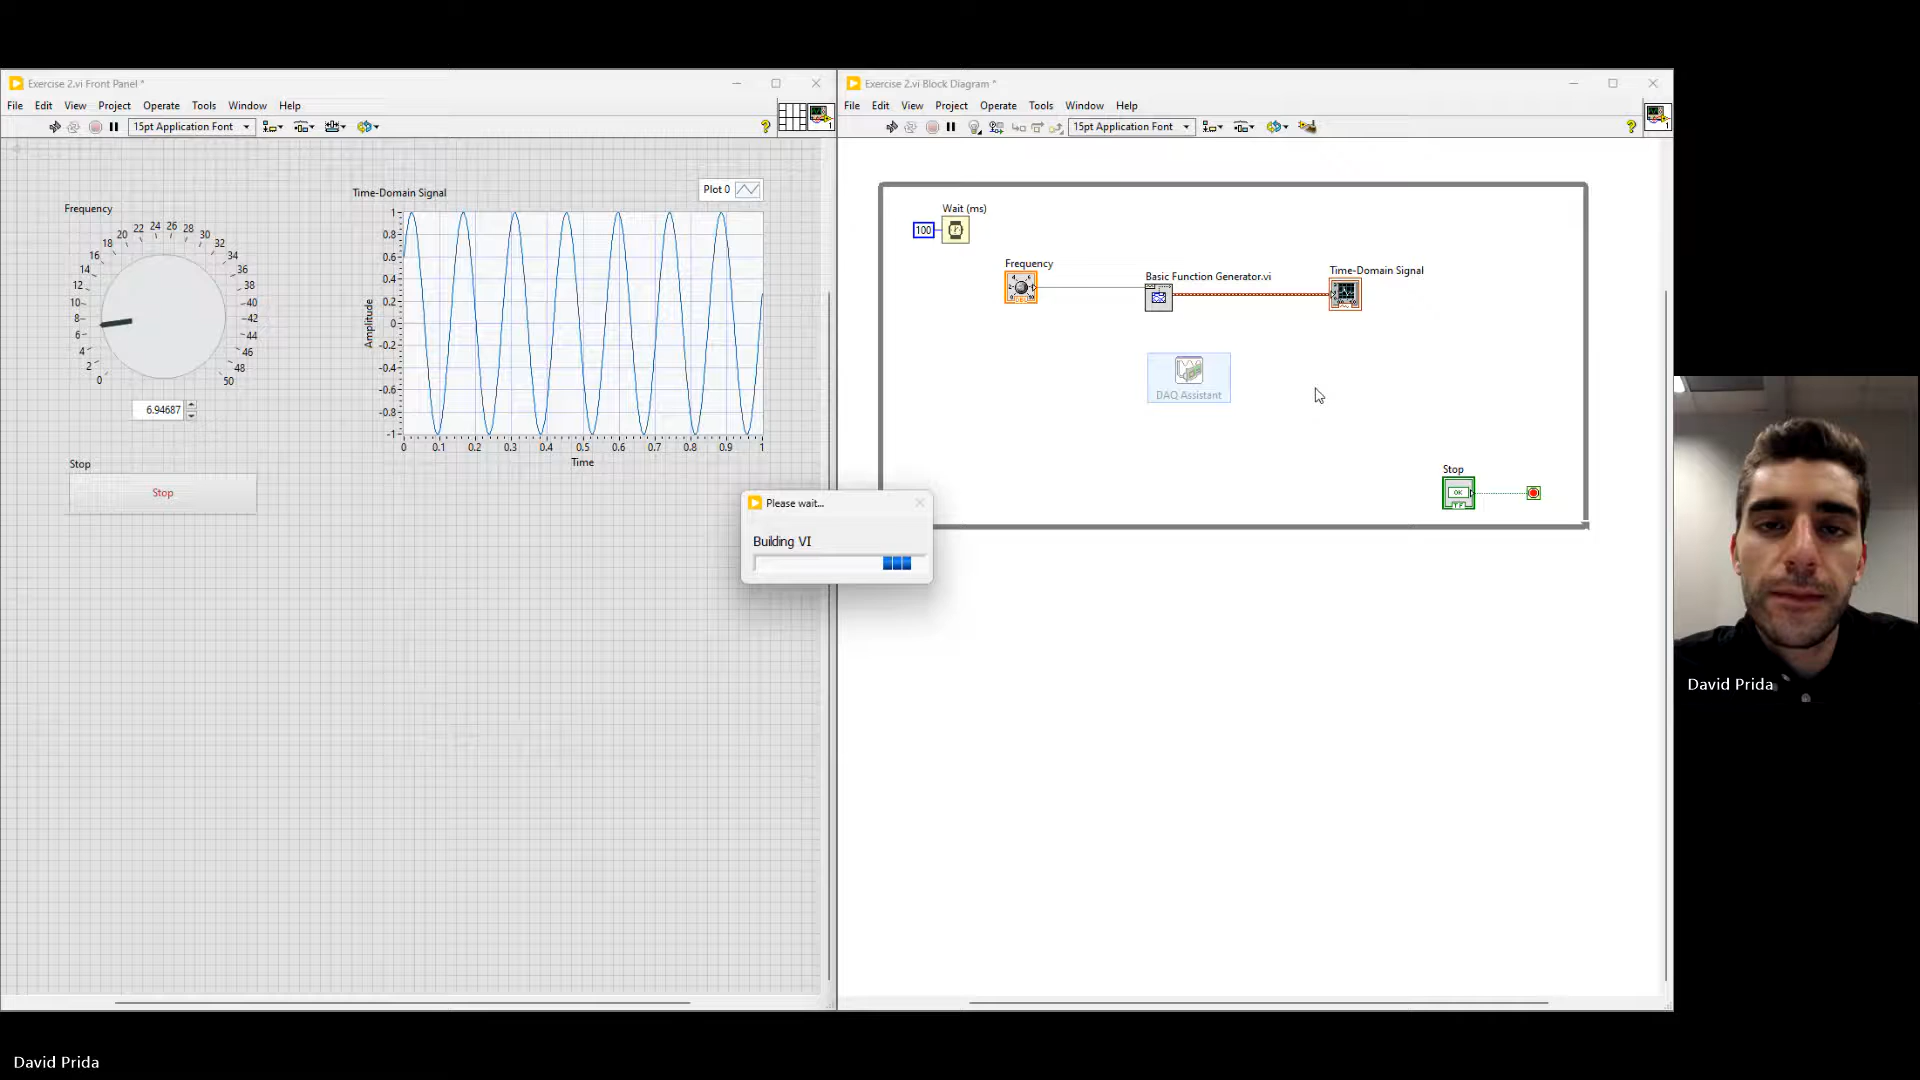 Exercise 2.vi Front Panel *
File Edit View Project Operate Tools Window Help
15pt Application Font
Frequency
0 2 4 6 8 10 12 14 16 18 20 22 24 26 28 30 32 34 36 38 40 42 44 46 48 50
6.94687
Time-Domain Signal
Plot 0
Amplitude
1
0.8
0.6
0.4
0.2
0
-0.2
-0.4
-0.6
-0.8
-1
0 0.1 0.2 0.3 0.4 0.5 0.6 0.7 0.8 0.9 1
Time
Stop
Stop
Please wait...
Building VI
Exercise 2.vi Block Diagram *
File Edit View Project Operate Tools Window Help
15pt Application Font
Wait (ms)
100
Frequency
Basic Function Generator.vi
Time-Domain Signal
DAQ Assistant
Stop
OK
TF
David Prida
David Prida